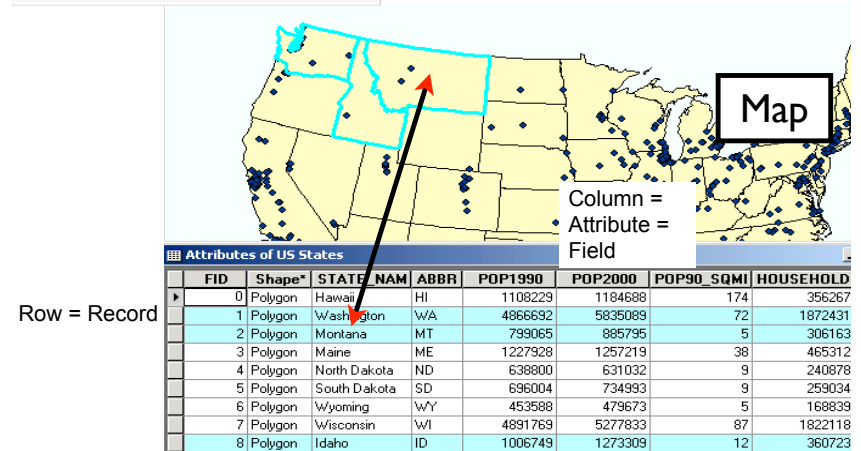 Map
Column =
Attribute =
Field
Attributes of US States
FID Shape* STATE_NAM ABBR POP1990 POP2000 POP90_SQMI HOUSEHOLD
0 Polygon Hawaii HI 1108229 1184688 174 356267
Row = Record
1 Polygon Washington WA 4866692 5835089 72 1872431
2 Polygon Montana MT 799065 885795 5 306163
3 Polygon Maine ME 1227928 1257219 38 465312
4 Polygon North Dakota ND 638800 631032 9 240878
5 Polygon South Dakota SD 696004 734993 9 259034
6 Polygon Wyoming WY 453588 479673 5 168839
7 Polygon Wisconsin WI 4891769 5277833 87 1822118
8 Polygon Idaho ID 1006749 1273309 12 360723